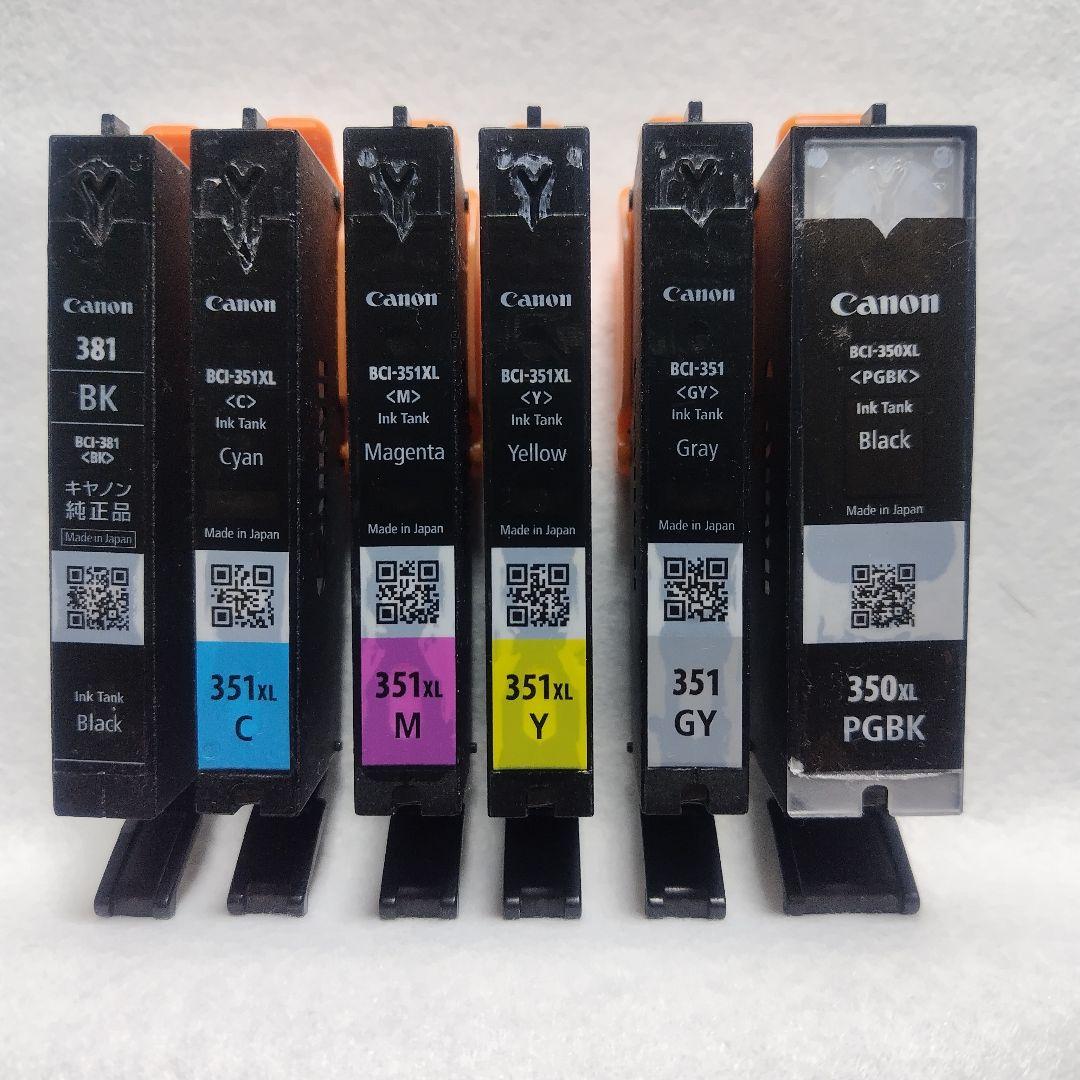 Canon
381
BK
BCI-381
<BK>
キヤノン
純正品
Made in Japan
Ink Tank
Black
Canon
BCI-351XL
<C>
Ink Tank
Cyan
Made in Japan
351XL
C
Canon
BCI-351XL
<M>
Ink Tank
Magenta
Made in Japan
351XL
M
Canon
BCI-351XL
<Y>
Ink Tank
Yellow
Made in Japan
351XL
Y
Canon
BCI-351
<GY>
Ink Tank
Gray
Made in Japan
351
GY
Canon
BCI-350XL
<PGBK>
Ink Tank
Black
Made in Japan
350XL
PGBK